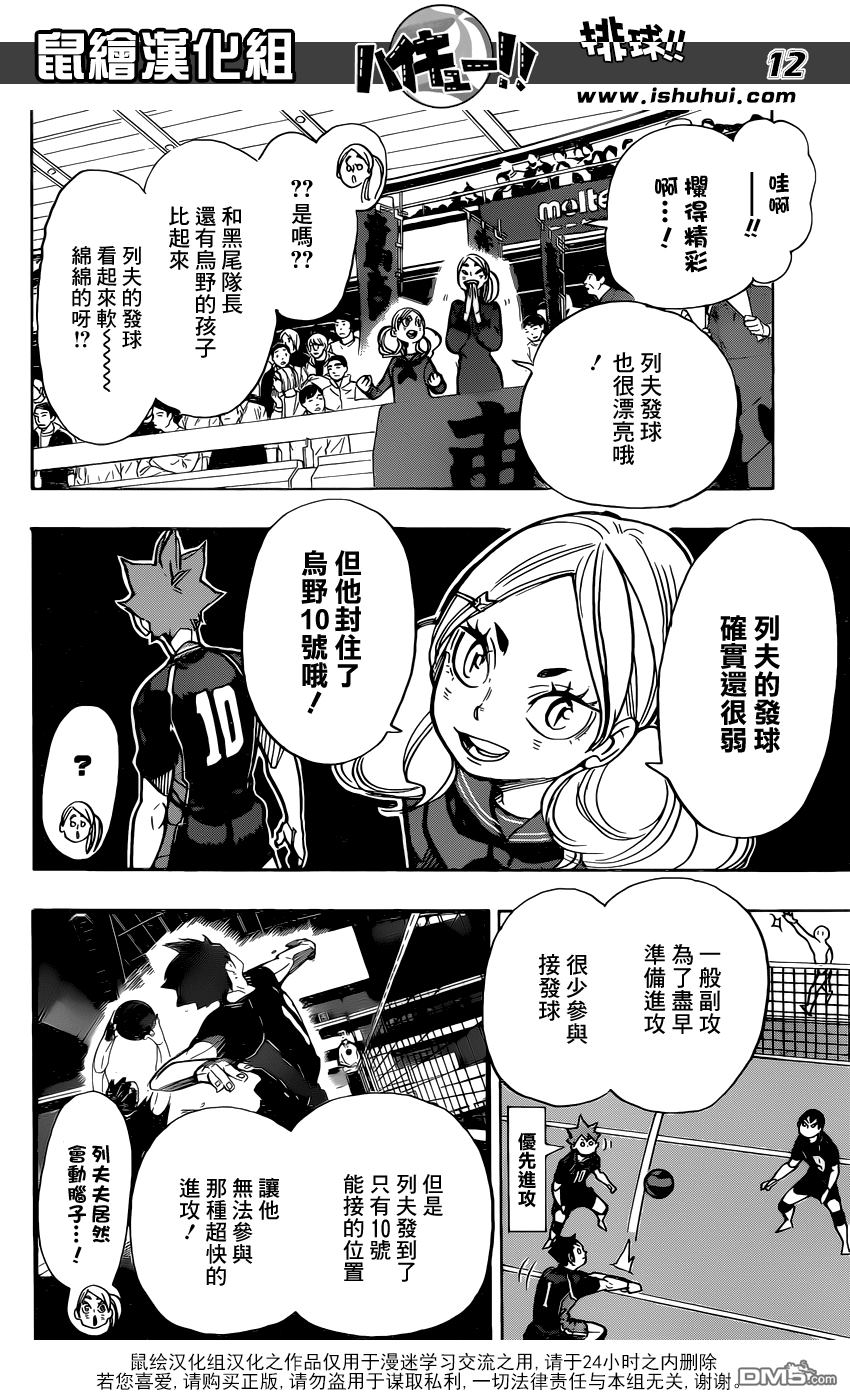 鼠繪漢化組
ハイキュー!!
排球!!
12
www.ishuhui.com
哇啊
——!!
攔得精彩
啊…!
molte
列夫發球
也很漂亮哦
!
??
是嗎??
和黑尾隊長
還有烏野的孩子
比起來
列夫的發球
看起來軟~~~~
綿綿的呀!?
列夫的發球
確實還很弱
但他封住了
烏野10號哦!
10
?
一般副攻
為了盡早
準備進攻
很少參與
接發球
優先進攻
10
1
但是
列夫發到了
只有10號
能接的位置
讓他
無法參與
那種超快的
進攻!
列夫夫居然
會動腦子…!
鼠绘汉化组汉化之作品仅用于漫迷学习交流之用, 请于24小时之内删除
若您喜爱, 请购买正版, 请勿盗用于谋取私利, 一切法律责任与本组无关, 谢谢。
DM5.com